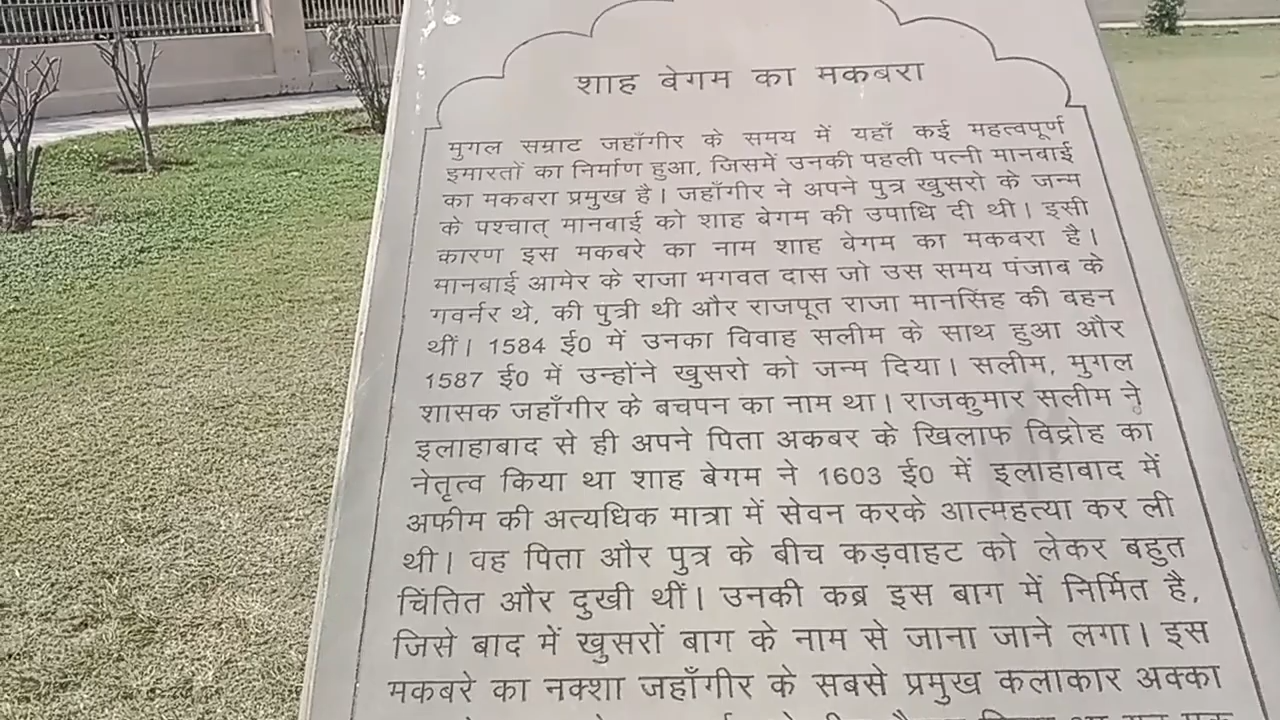 शाह बेगम का मकबरा
मुगल सम्राट जहाँगीर के समय में यहाँ कई महत्वपूर्ण
इमारतों का निर्माण हुआ, जिसमें उनकी पहली पत्नी मानबाई
का मकबरा प्रमुख है। जहाँगीर ने अपने पुत्र खुसरो के जन्म
के पश्चात् मानबाई को शाह बेगम की उपाधि दी थी। इसी
कारण इस मकबरे का नाम शाह बेगम का मकबरा है।
मानबाई आमेर के राजा भगवत दास जो उस समय पंजाब के
गवर्नर थे, की पुत्री थी और राजपूत राजा मानसिंह की बहन
थीं। 1584 ई0 में उनका विवाह सलीम के साथ हुआ और
1587 ई0 में उन्होंने खुसरो को जन्म दिया। सलीम, मुगल
शासक जहाँगीर के बचपन का नाम था। राजकुमार सलीम ने
इलाहाबाद से ही अपने पिता अकबर के खिलाफ विद्रोह का
नेतृत्व किया था शाह बेगम ने 1603 ई0 में इलाहाबाद में
अफीम की अत्यधिक मात्रा में सेवन करके आत्महत्या कर ली
थी। वह पिता और पुत्र के बीच कड़वाहट को लेकर बहुत
चिंतित और दुखी थीं। उनकी कब्र इस बाग में निर्मित है,
जिसे बाद में खुसरों बाग के नाम से जाना जाने लगा। इस
मकबरे का नक्शा जहाँगीर के सबसे प्रमुख कलाकार अक्का